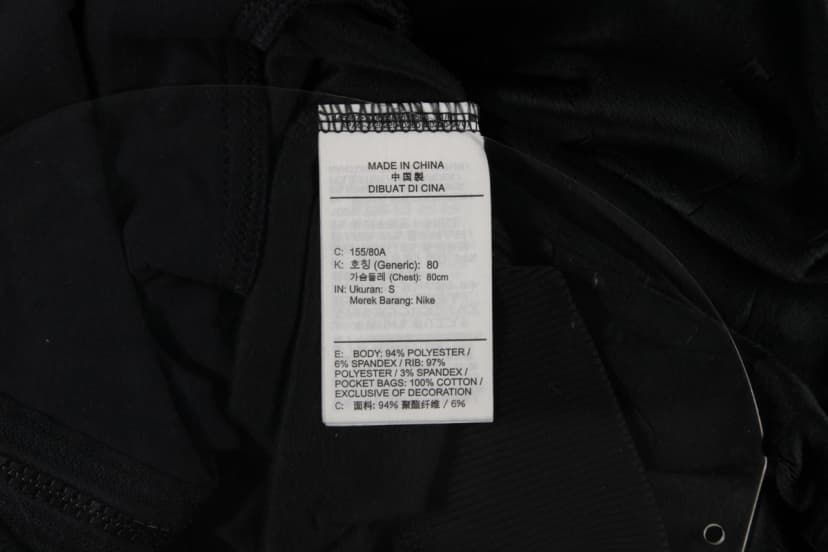 MADE IN CHINA
中国製
DIBUAT DI CINA
C: 155/80A
K: 호칭 (Generic): 80
가슴둘레 (Chest): 80cm
IN: Ukuran: S
Merek Barang: Nike
E: BODY: 94% POLYESTER /
6% SPANDEX / RIB: 97%
POLYESTER / 3% SPANDEX /
POCKET BAGS: 100% COTTON /
EXCLUSIVE OF DECORATION
C: 面料: 94% 聚酯纤维 / 6%